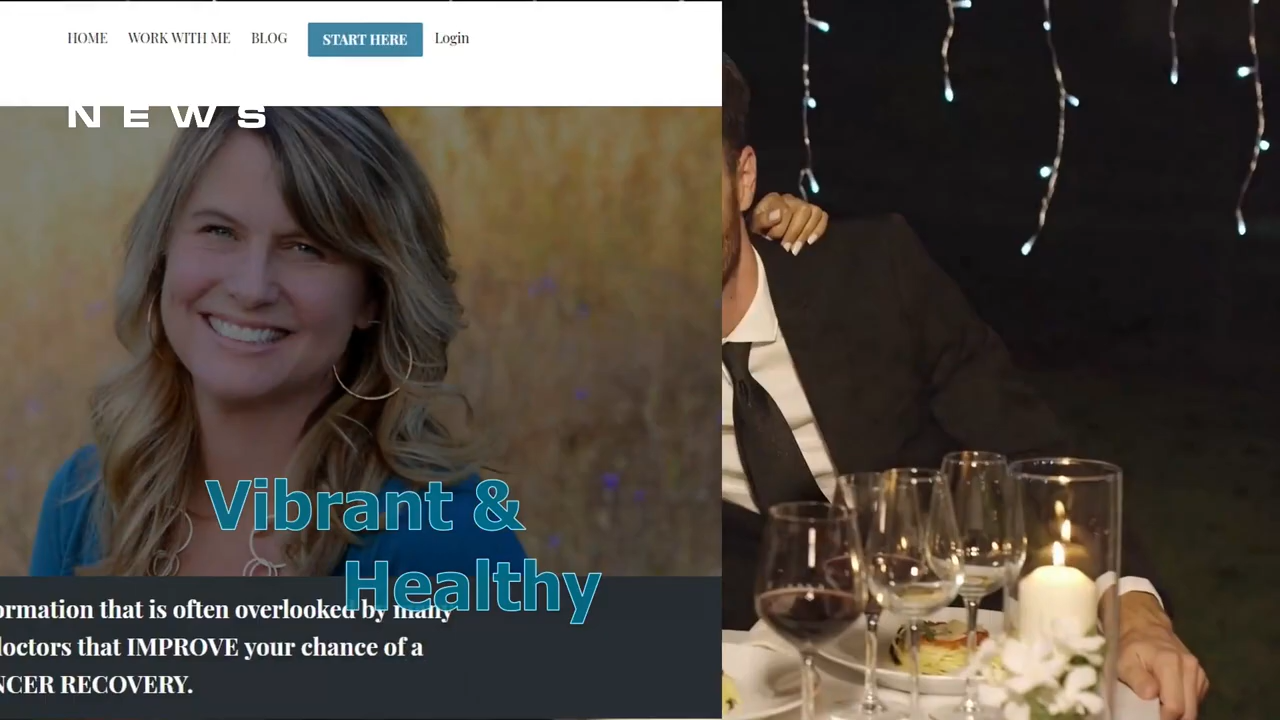 HOME WORK WITH ME BLOG START HERE Login
NEWS
Vibrant &
Healthy
ormation that is often overlooked by many
doctors that IMPROVE your chance of a
NCER RECOVERY.